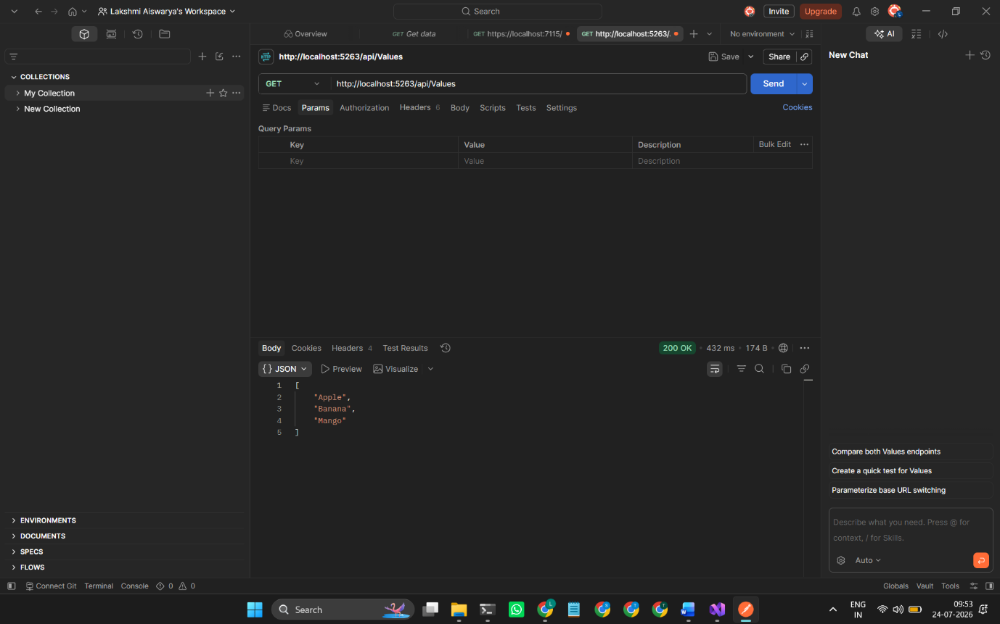 Lakshmi Aiswarya's Workspace
Search
Invite
Upgrade
Overview
GET Get data
GET https://localhost:7115/
GET http://localhost:5263/.
No environment
AI
COLLECTIONS
My Collection
New Collection
http://localhost:5263/api/Values
Save
Share
New Chat
GET
http://localhost:5263/api/Values
Send
Docs
Params
Authorization
Headers 6
Body
Scripts
Tests
Settings
Cookies
Query Params
Key
Value
Description
Bulk Edit
Key
Value
Description
Body
Cookies
Headers 4
Test Results
200 OK
432 ms
174 B
{ } JSON
Preview
Visualize
1 [
2 "Apple",
3 "Banana",
4 "Mango"
5 ]
Compare both Values endpoints
Create a quick test for Values
Parameterize base URL switching
Describe what you need. Press @ for
context, / for Skills.
Auto
ENVIRONMENTS
DOCUMENTS
SPECS
FLOWS
Connect Git
Terminal
Console
0
0
Globals
Vault
Tools
Search
ENG
IN
09:53
24-07-2026